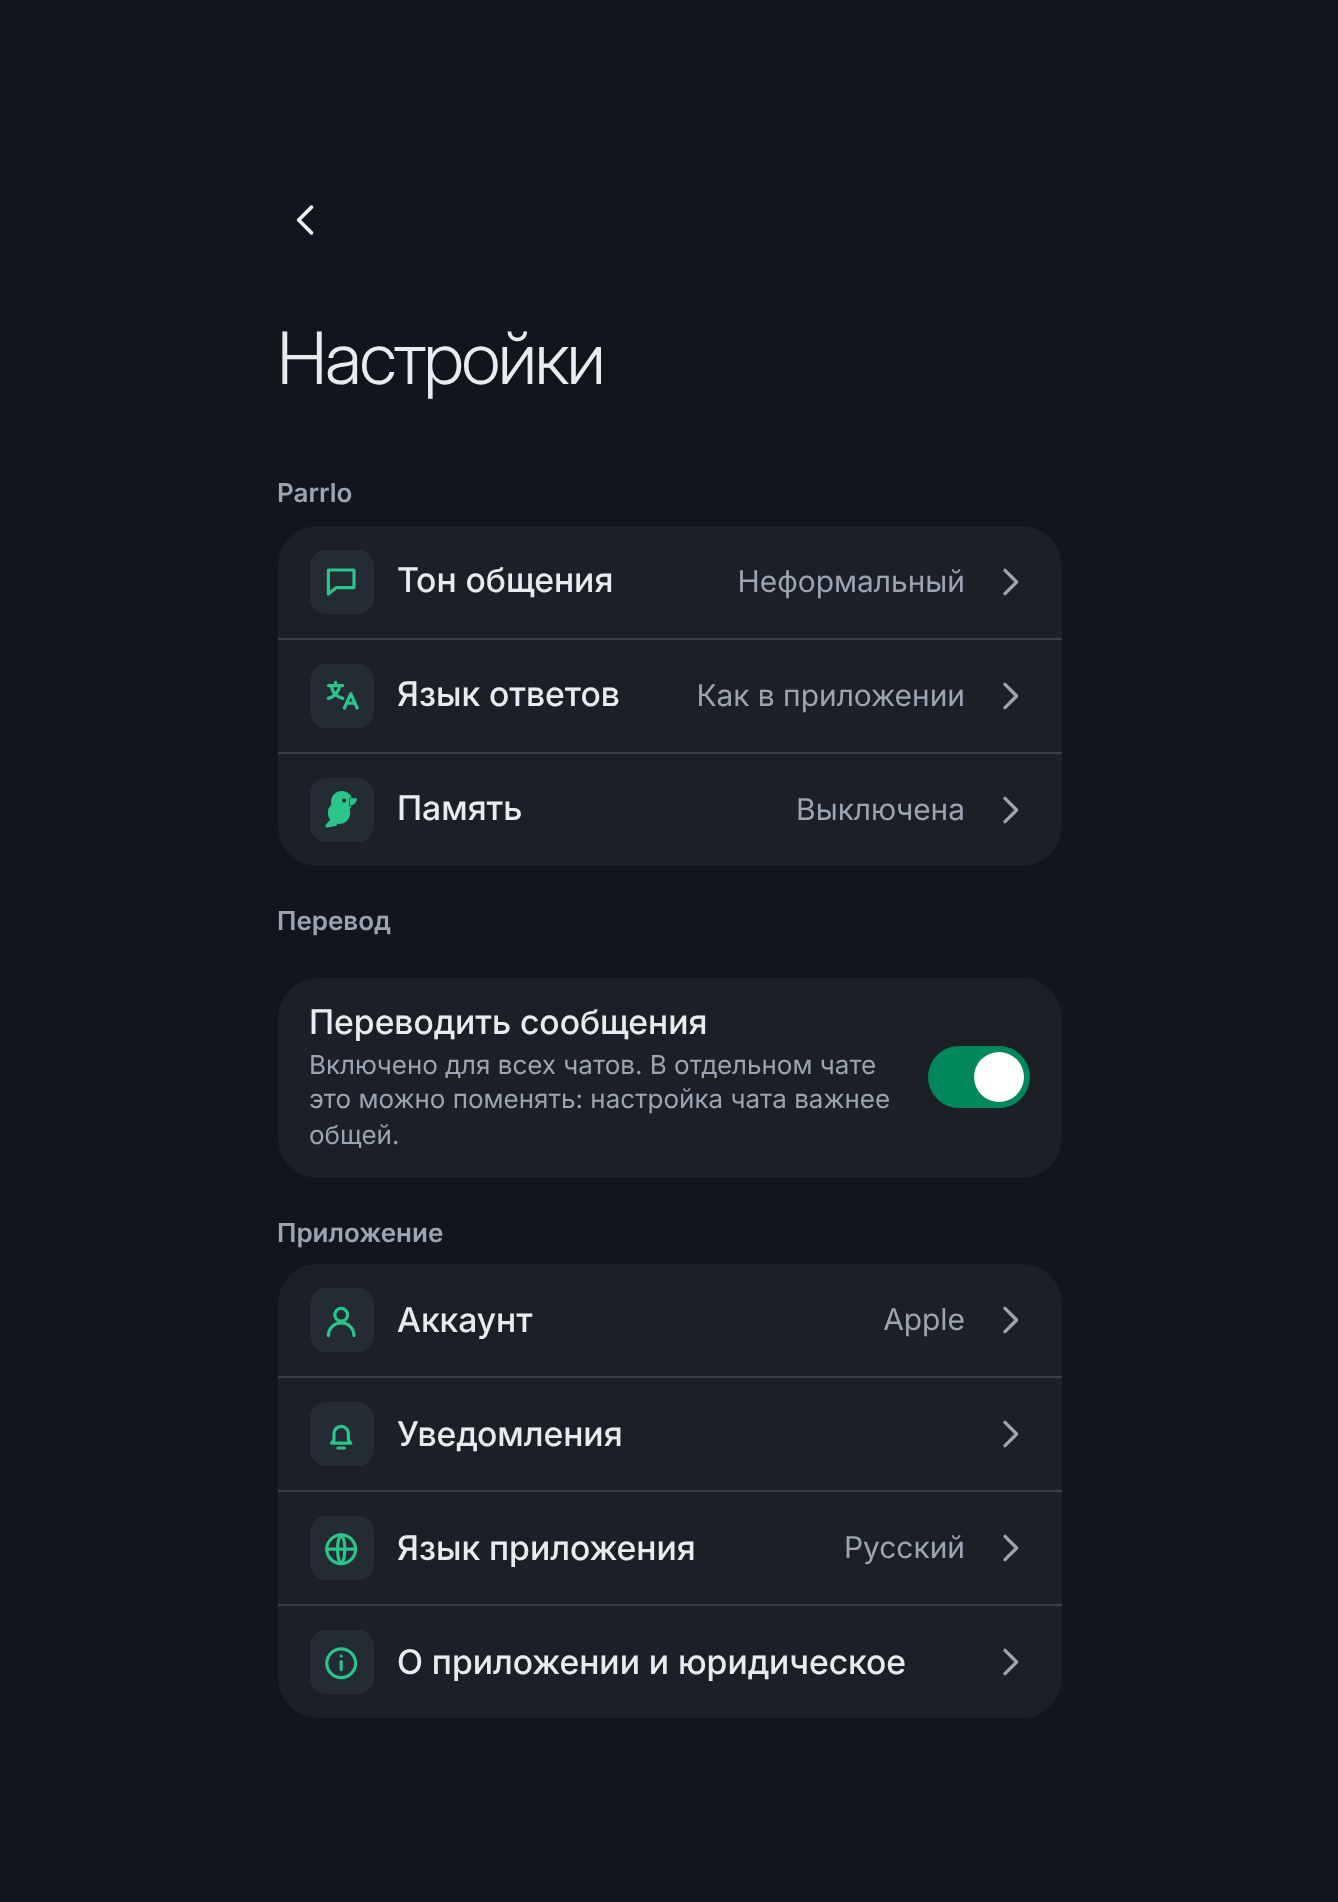 Настройки
Parrlo
Тон общения Неформальный
Язык ответов Как в приложении
Память Выключена
Перевод
Переводить сообщения
Включено для всех чатов. В отдельном чате
это можно поменять: настройка чата важнее
общей.
Приложение
Аккаунт Apple
Уведомления
Язык приложения Русский
О приложении и юридическое